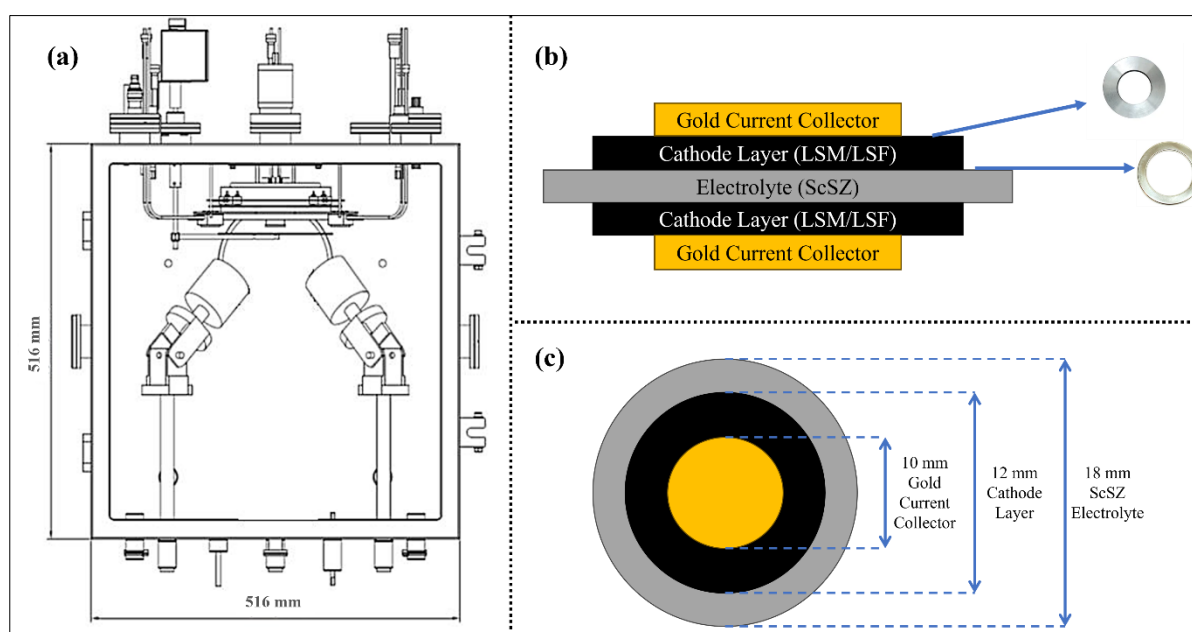 (a)
516 mm
516 mm
(b)
Gold Current Collector
Cathode Layer (LSM/LSF)
Electrolyte (ScSZ)
Cathode Layer (LSM/LSF)
Gold Current Collector
(c)
10 mm
Gold
Current
Collector
12 mm
Cathode
Layer
18 mm
ScSZ
Electrolyte